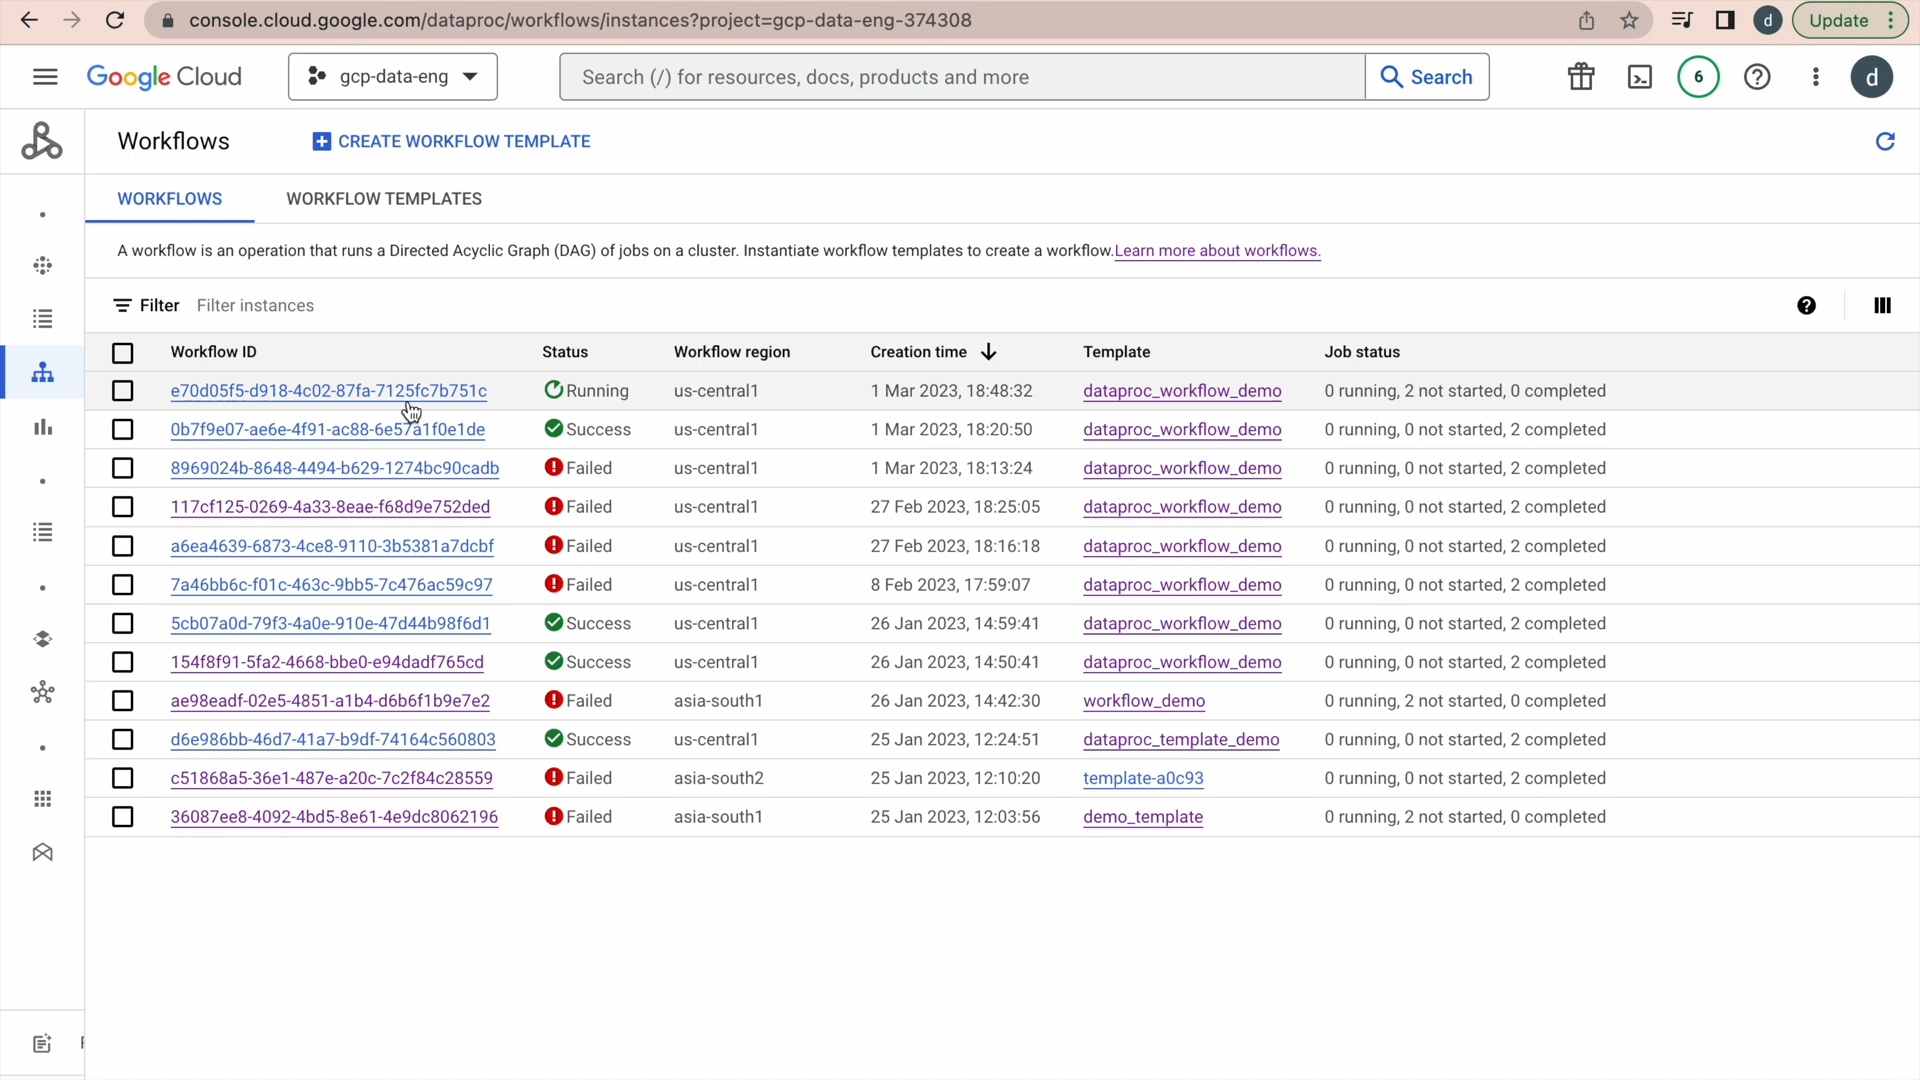 console.cloud.google.com/dataproc/workflows/instances?project=gcp-data-eng-374308
d
Update
Google Cloud
gcp-data-eng
Search (/) for resources, docs, products and more
Search
6
d
Workflows
CREATE WORKFLOW TEMPLATE
WORKFLOWS
WORKFLOW TEMPLATES
A workflow is an operation that runs a Directed Acyclic Graph (DAG) of jobs on a cluster. Instantiate workflow templates to create a workflow.Learn more about workflows.
Filter Filter instances
Workflow ID Status Workflow region Creation time Template Job status
e70d05f5-d918-4c02-87fa-7125fc7b751c Running us-central1 1 Mar 2023, 18:48:32 dataproc_workflow_demo 0 running, 2 not started, 0 completed
0b7f9e07-ae6e-4f91-ac88-6e57a1f0e1de Success us-central1 1 Mar 2023, 18:20:50 dataproc_workflow_demo 0 running, 0 not started, 2 completed
8969024b-8648-4494-b629-1274bc90cadb Failed us-central1 1 Mar 2023, 18:13:24 dataproc_workflow_demo 0 running, 0 not started, 2 completed
117cf125-0269-4a33-8eae-f68d9e752ded Failed us-central1 27 Feb 2023, 18:25:05 dataproc_workflow_demo 0 running, 0 not started, 2 completed
a6ea4639-6873-4ce8-9110-3b5381a7dcbf Failed us-central1 27 Feb 2023, 18:16:18 dataproc_workflow_demo 0 running, 0 not started, 2 completed
7a46bb6c-f01c-463c-9bb5-7c476ac59c97 Failed us-central1 8 Feb 2023, 17:59:07 dataproc_workflow_demo 0 running, 0 not started, 2 completed
5cb07a0d-79f3-4a0e-910e-47d44b98f6d1 Success us-central1 26 Jan 2023, 14:59:41 dataproc_workflow_demo 0 running, 0 not started, 2 completed
154f8f91-5fa2-4668-bbe0-e94dadf765cd Success us-central1 26 Jan 2023, 14:50:41 dataproc_workflow_demo 0 running, 0 not started, 2 completed
ae98eadf-02e5-4851-a1b4-d6b6f1b9e7e2 Failed asia-south1 26 Jan 2023, 14:42:30 workflow_demo 0 running, 2 not started, 0 completed
d6e986bb-46d7-41a7-b9df-74164c560803 Success us-central1 25 Jan 2023, 12:24:51 dataproc_template_demo 0 running, 0 not started, 2 completed
c51868a5-36e1-487e-a20c-7c2f84c28559 Failed asia-south2 25 Jan 2023, 12:10:20 template-a0c93 0 running, 0 not started, 2 completed
36087ee8-4092-4bd5-8e61-4e9dc8062196 Failed asia-south1 25 Jan 2023, 12:03:56 demo_template 0 running, 2 not started, 0 completed